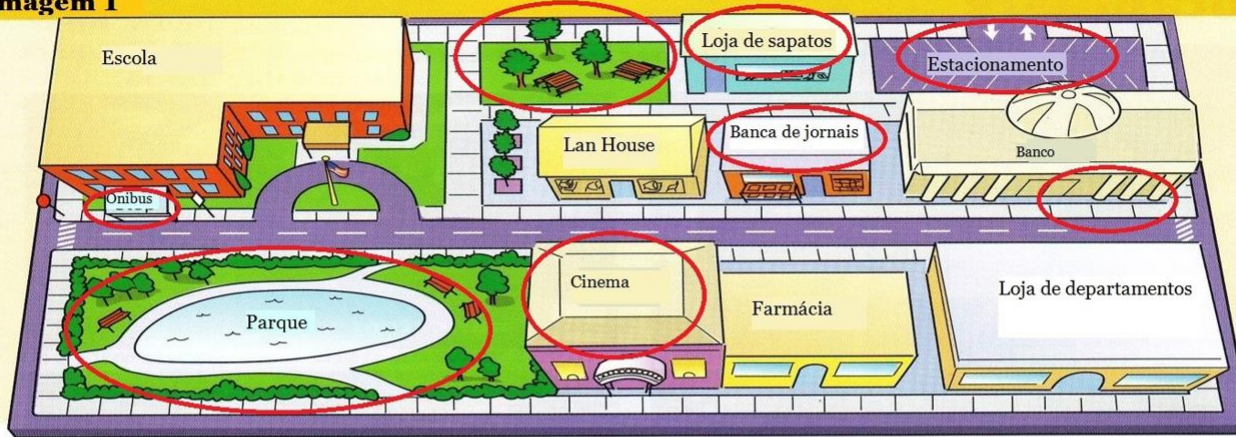 magem 1
Escola
Loja de sapatos
Estacionamento
Lan House
Banca de jornais
Banco
Onibus
Parque
Cinema
Farmácia
Loja de departamentos